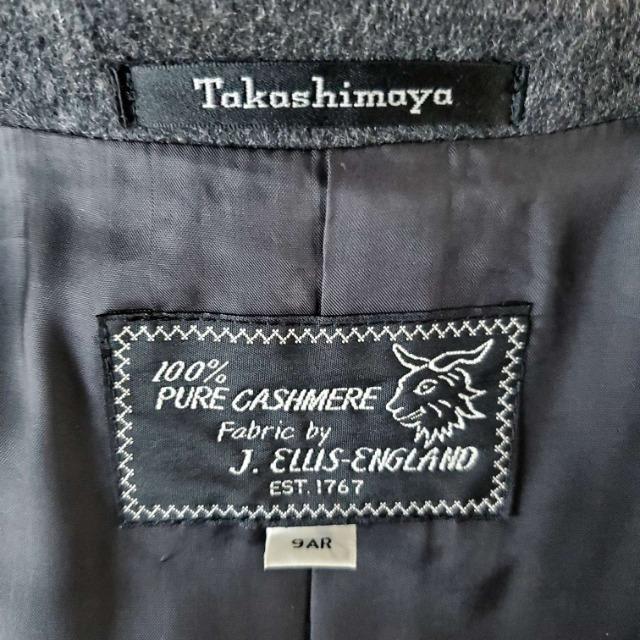 Takashimaya
100%
PURE CASHMERE
Fabric by
J. ELLIS-ENGLAND
EST. 1767
9AR